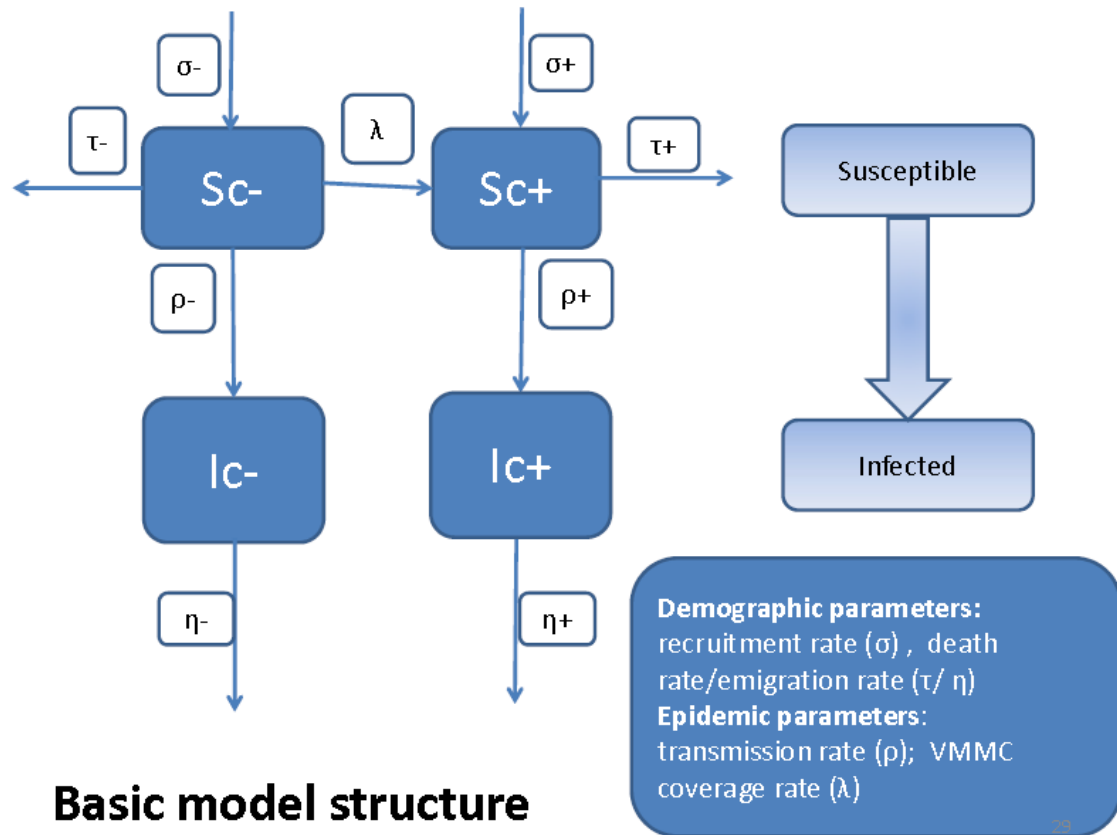 σ-
σ+
τ-
λ
τ+
Sc-
Sc+
Susceptible
ρ-
ρ+
Ic-
Ic+
Infected
η-
η+
Demographic parameters:
recruitment rate (σ) , death
rate/emigration rate (τ/ η)
Epidemic parameters:
transmission rate (ρ); VMMC
coverage rate (λ)
Basic model structure
29